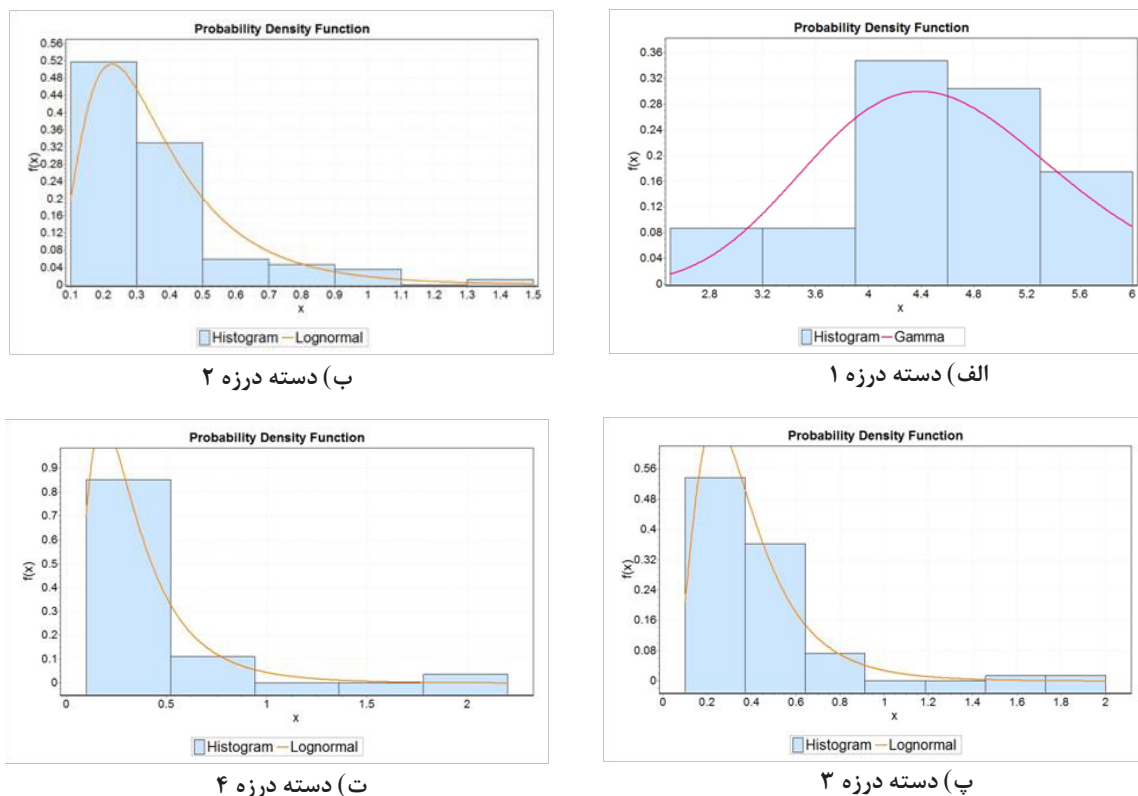 Probability Density Function
f(x)
0.36
0.32
0.28
0.24
0.2
0.16
0.12
0.08
0.04
0
2.8 3.2 3.6 4 4.4 4.8 5.2 5.6 6
x
Histogram Gamma
الف) دسته درزه ۱
Probability Density Function
f(x)
0.56
0.52
0.48
0.44
0.4
0.36
0.32
0.28
0.24
0.2
0.16
0.12
0.08
0.04
0
0.1 0.2 0.3 0.4 0.5 0.6 0.7 0.8 0.9 1 1.1 1.2 1.3 1.4 1.5
x
Histogram Lognormal
ب) دسته درزه ۲
Probability Density Function
f(x)
0.56
0.48
0.4
0.32
0.24
0.16
0.08
0
0 0.2 0.4 0.6 0.8 1 1.2 1.4 1.6 1.8 2
x
Histogram Lognormal
پ) دسته درزه ۳
Probability Density Function
f(x)
0.9
0.8
0.7
0.6
0.5
0.4
0.3
0.2
0.1
0
0 0.5 1 1.5 2
x
Histogram Lognormal
ت) دسته درزه ۴